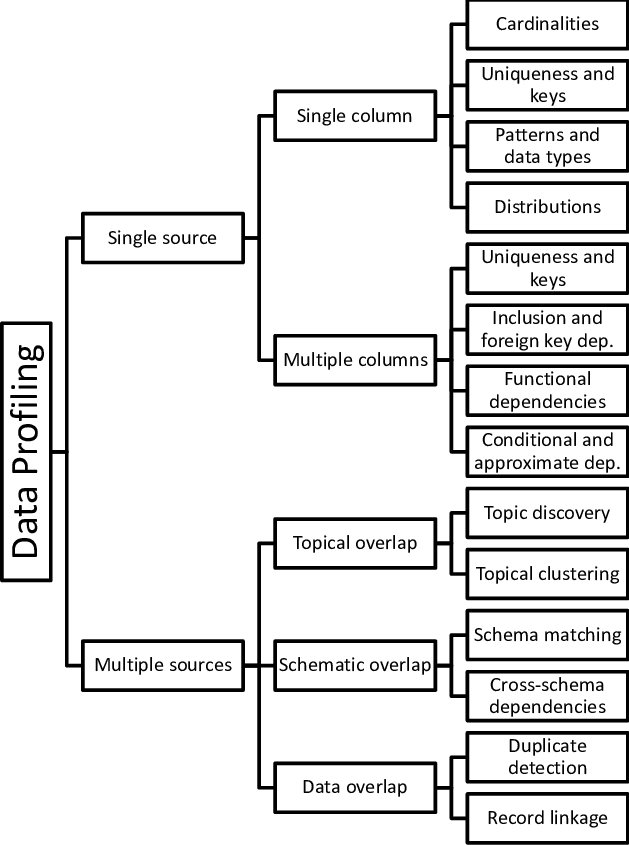 Data Profiling
Single source
Single column
Cardinalities
Uniqueness and
keys
Patterns and
data types
Distributions
Multiple columns
Uniqueness and
keys
Inclusion and
foreign key dep.
Functional
dependencies
Conditional and
approximate dep.
Multiple sources
Topical overlap
Topic discovery
Topical clustering
Schematic overlap
Schema matching
Cross-schema
dependencies
Data overlap
Duplicate
detection
Record linkage